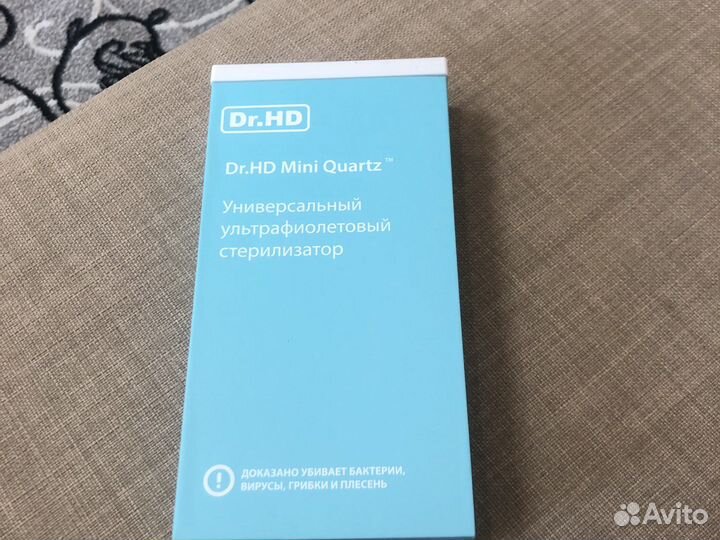 Dr.HD
Dr.HD Mini Quartz™
Универсальный
ультрафиолетовый
стерилизатор
ДОКАЗАНО УБИВАЕТ БАКТЕРИИ,
ВИРУСЫ, ГРИБКИ И ПЛЕСЕНЬ
Avito